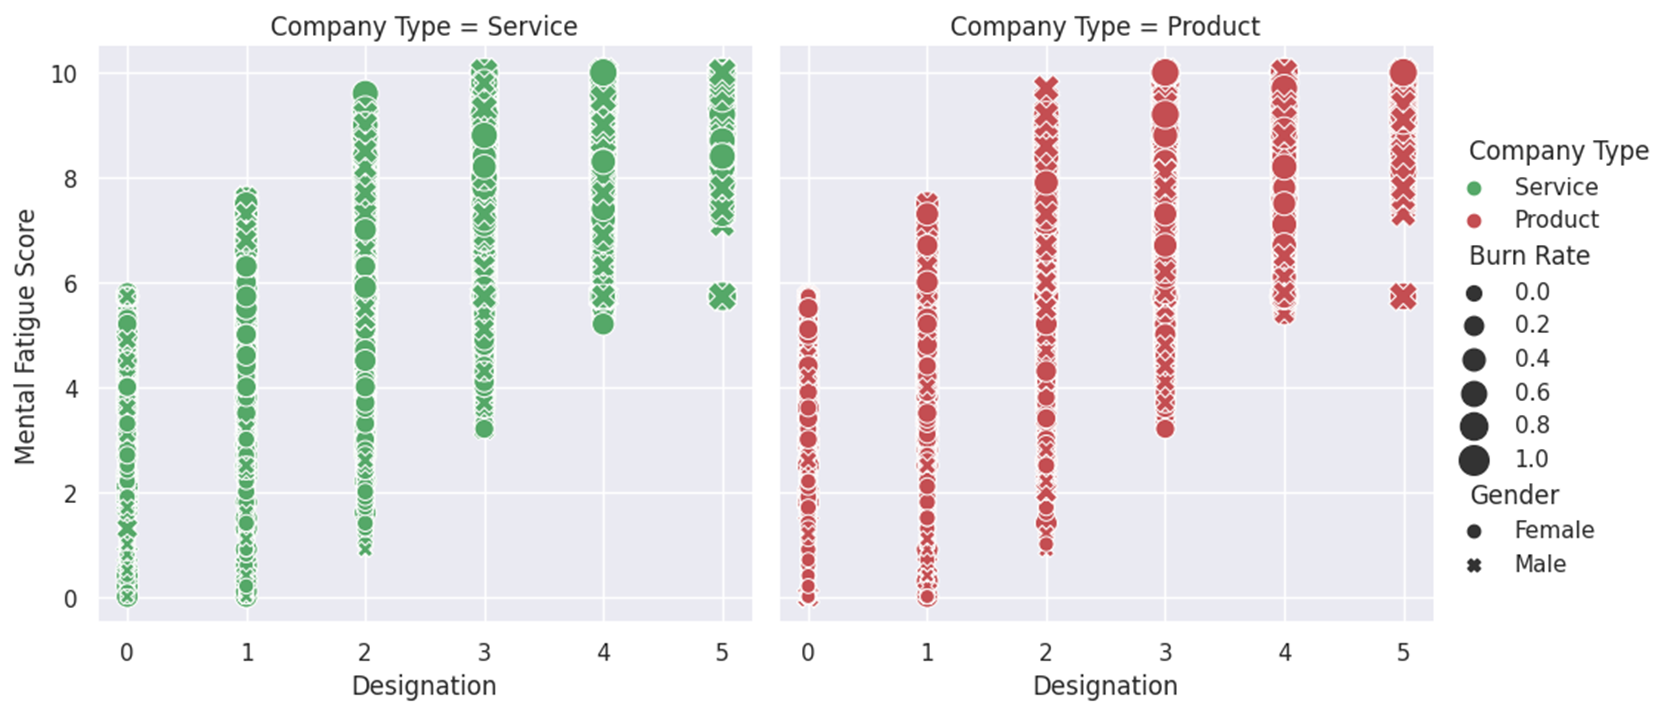 Company Type = Service
Company Type = Product
Mental Fatigue Score
10
8
6
4
2
0
0 1 2 3 4 5
0 1 2 3 4 5
Designation
Designation
Company Type
Service
Product
Burn Rate
0.0
0.2
0.4
0.6
0.8
1.0
Gender
Female
Male